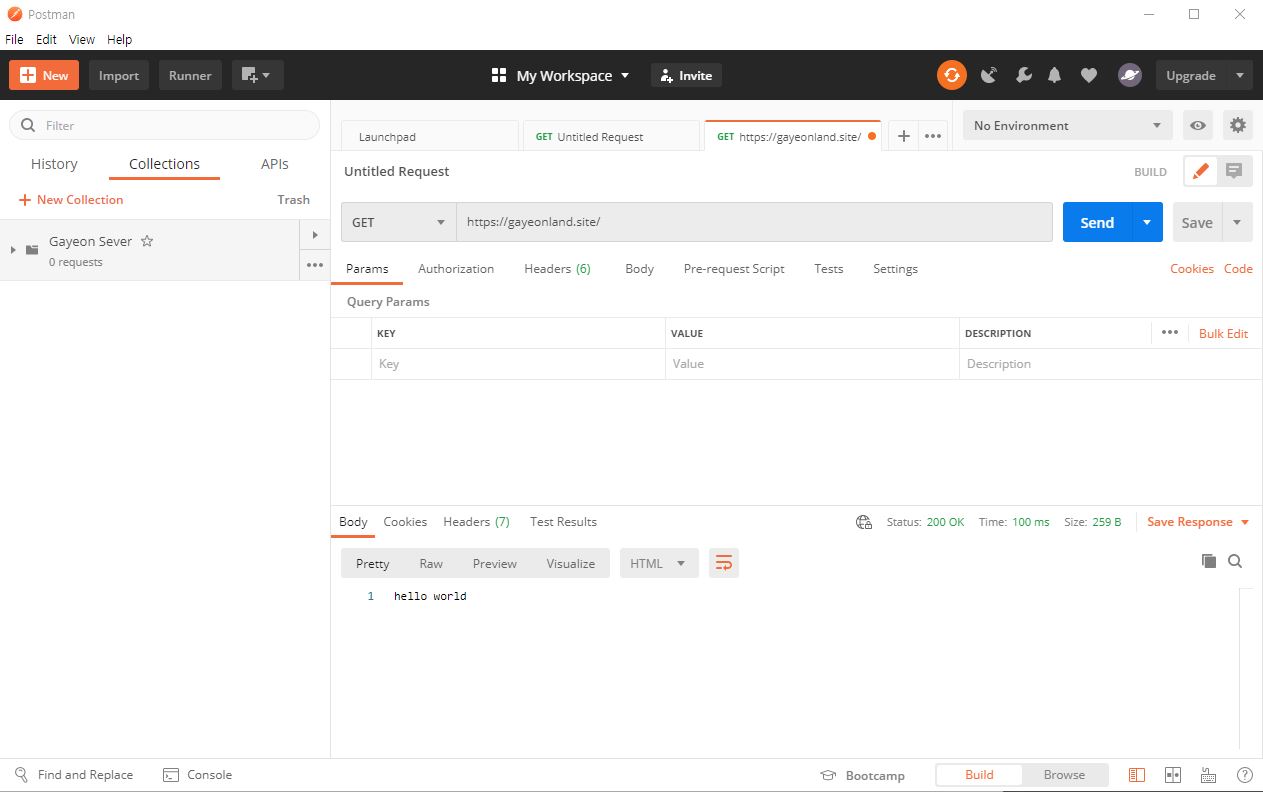 Postman
File Edit View Help
New Import Runner My Workspace Invite Upgrade
Filter
History Collections APIs
New Collection Trash
Gayeon Sever
0 requests
Launchpad GET Untitled Request GET https://gayeonland.site/ No Environment
Untitled Request BUILD
GET https://gayeonland.site/ Send Save
Params Authorization Headers (6) Body Pre-request Script Tests Settings Cookies Code
Query Params
KEY VALUE DESCRIPTION Bulk Edit
Key Value Description
Body Cookies Headers (7) Test Results Status: 200 OK Time: 100 ms Size: 259 B Save Response
Pretty Raw Preview Visualize HTML
1 hello world
Find and Replace Console Bootcamp Build Browse